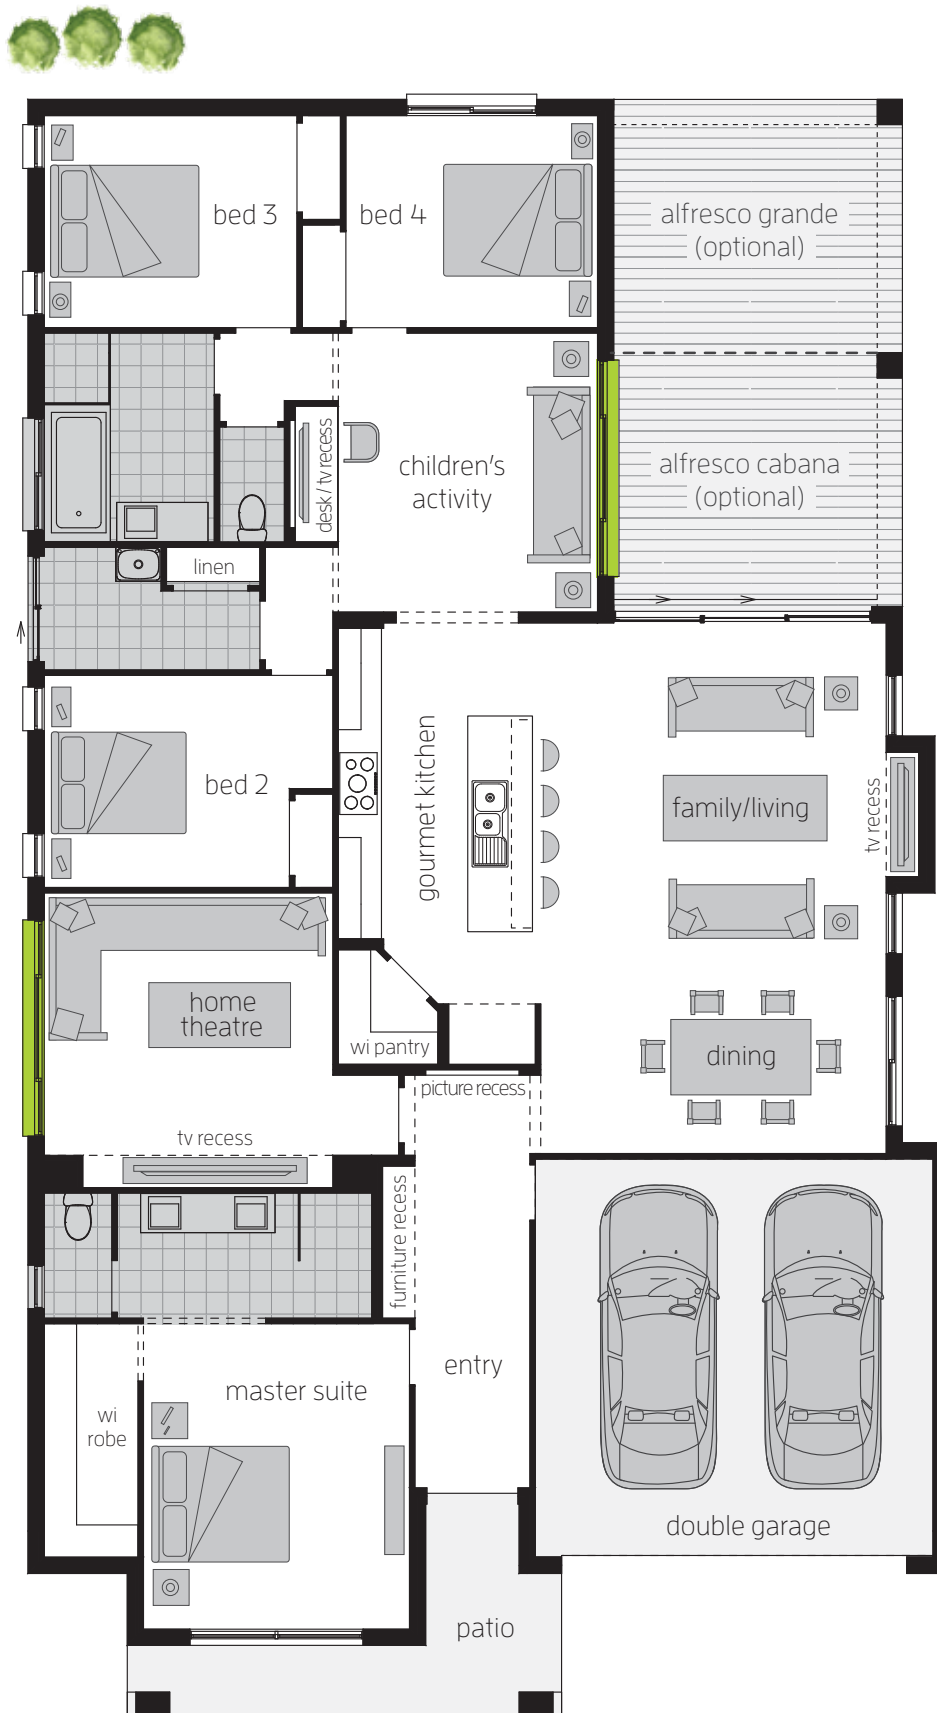 bed 3
bed 4
alfresco grande
(optional)
desk / tv recess
children's
activity
alfresco cabana
(optional)
linen
bed 2
gourmet kitchen
family/living
tv recess
home
theatre
wi pantry
dining
picture recess
tv recess
furniture recess
entry
master suite
wi
robe
double garage
patio